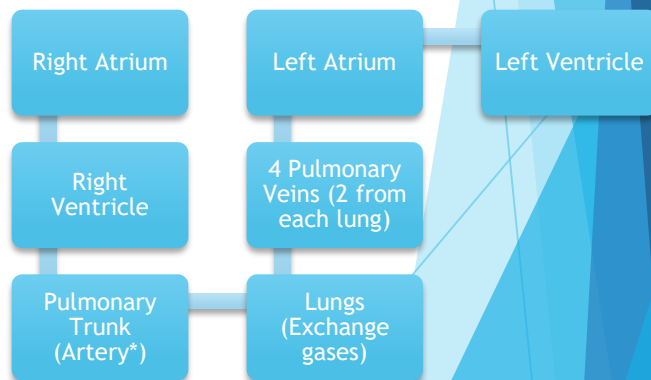 Right Atrium
Right
Ventricle
Pulmonary
Trunk
(Artery*)
Lungs
(Exchange
gases)
4 Pulmonary
Veins (2 from
each lung)
Left Atrium
Left Ventricle